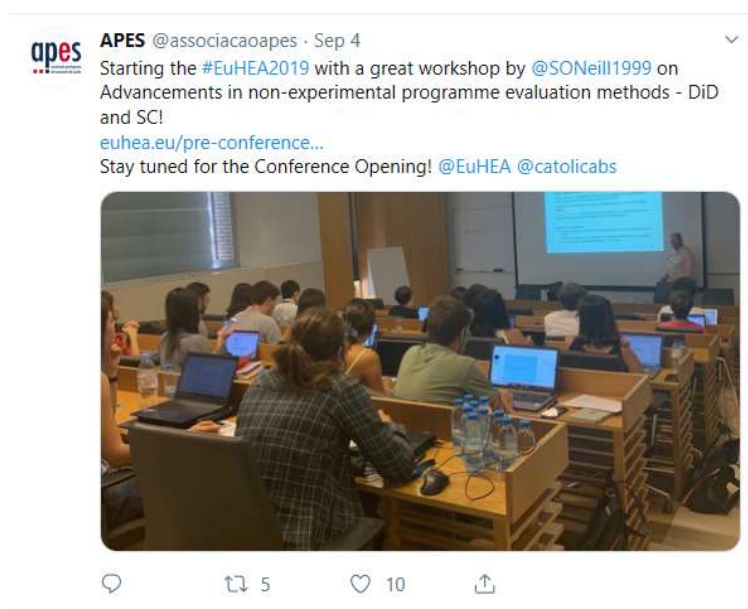 apes
APES @associacaoapes · Sep 4
Starting the #EuHEA2019 with a great workshop by @SONeill1999 on
Advancements in non-experimental programme evaluation methods - DiD
and SC!
euhea.eu/pre-conference...
Stay tuned for the Conference Opening! @EuHEA @catolicabs
5
10